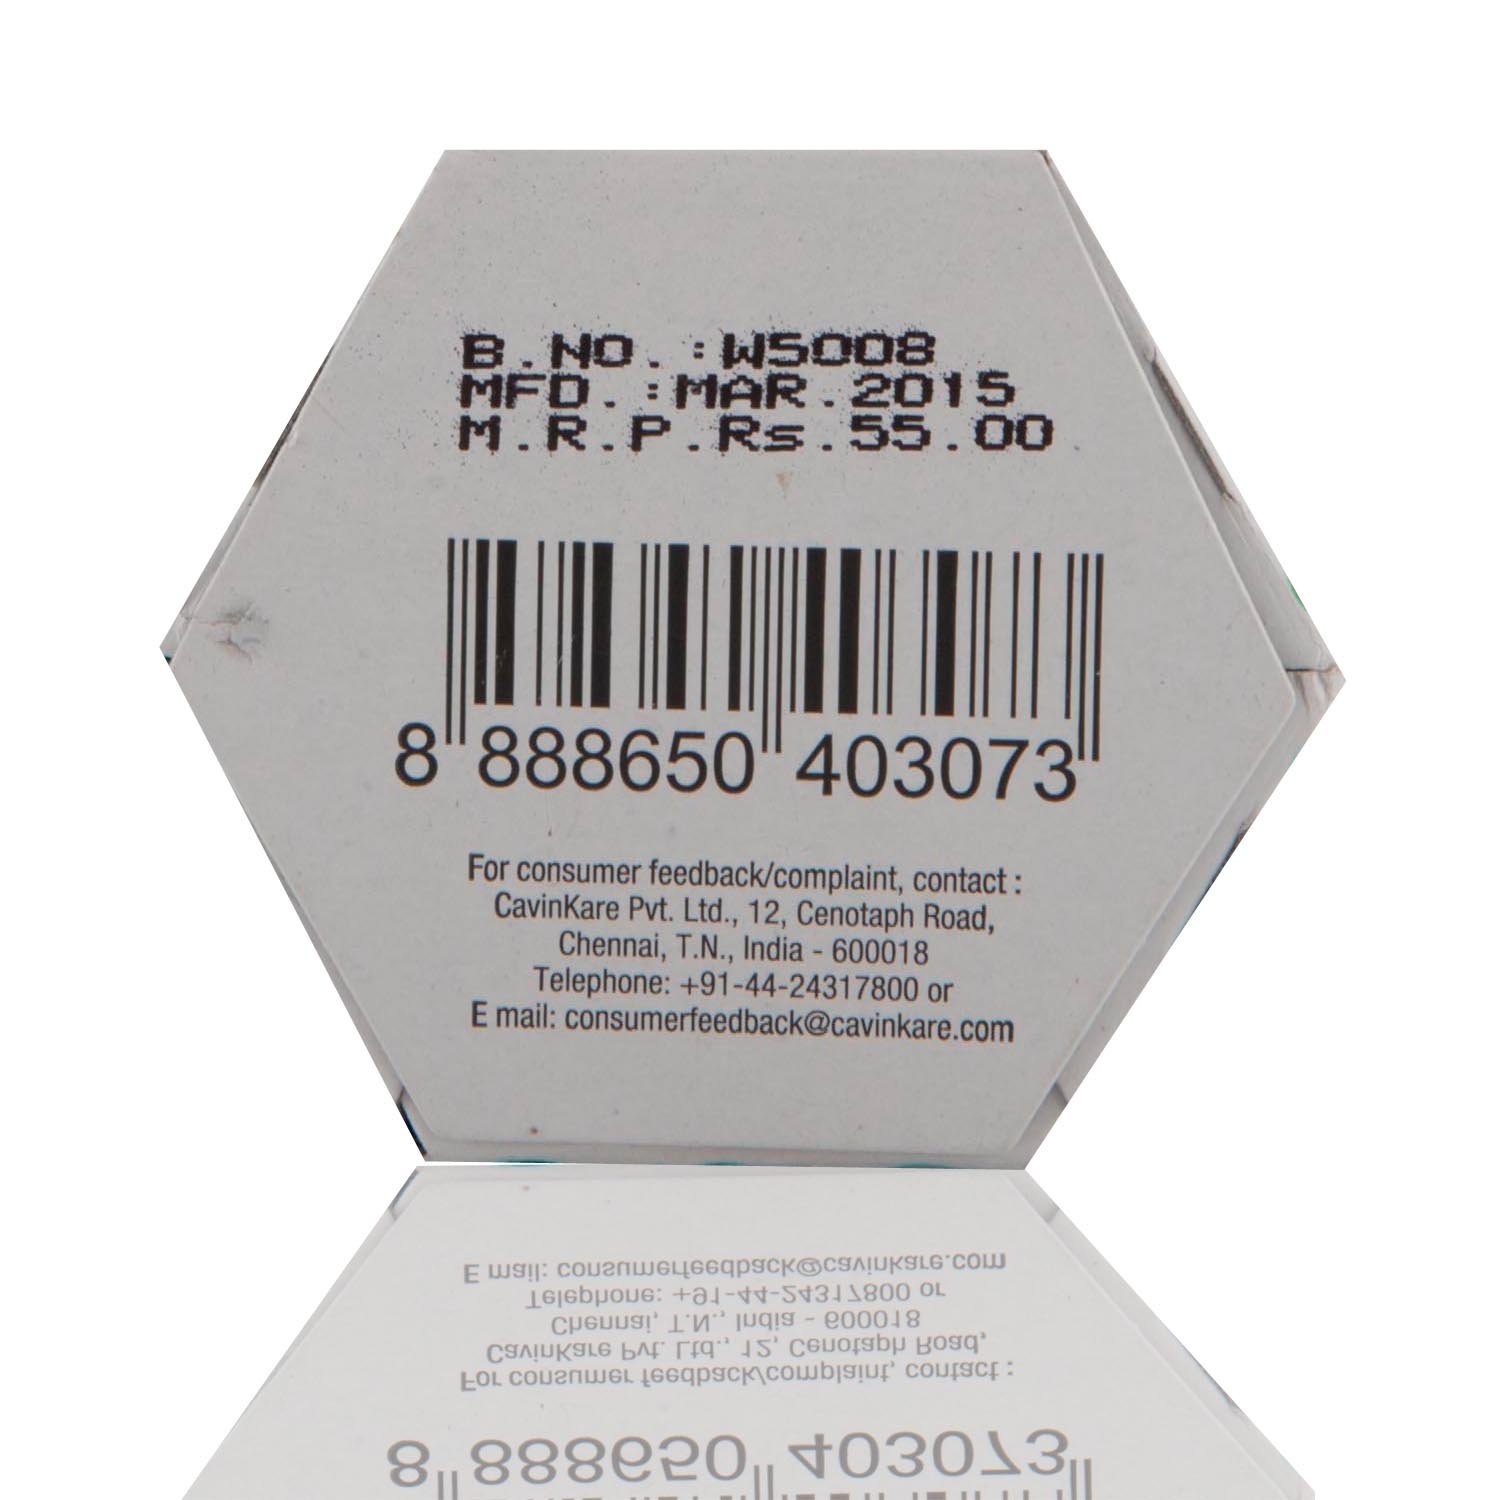 B.NO. :W5008
MFD. :MAR.2015
M.R.P.Rs.55.00
8 888650 403073
For consumer feedback/complaint, contact :
CavinKare Pvt. Ltd., 12, Cenotaph Road,
Chennai, T.N., India - 600018
Telephone: +91-44-24317800 or
E mail: consumerfeedback@cavinkare.com